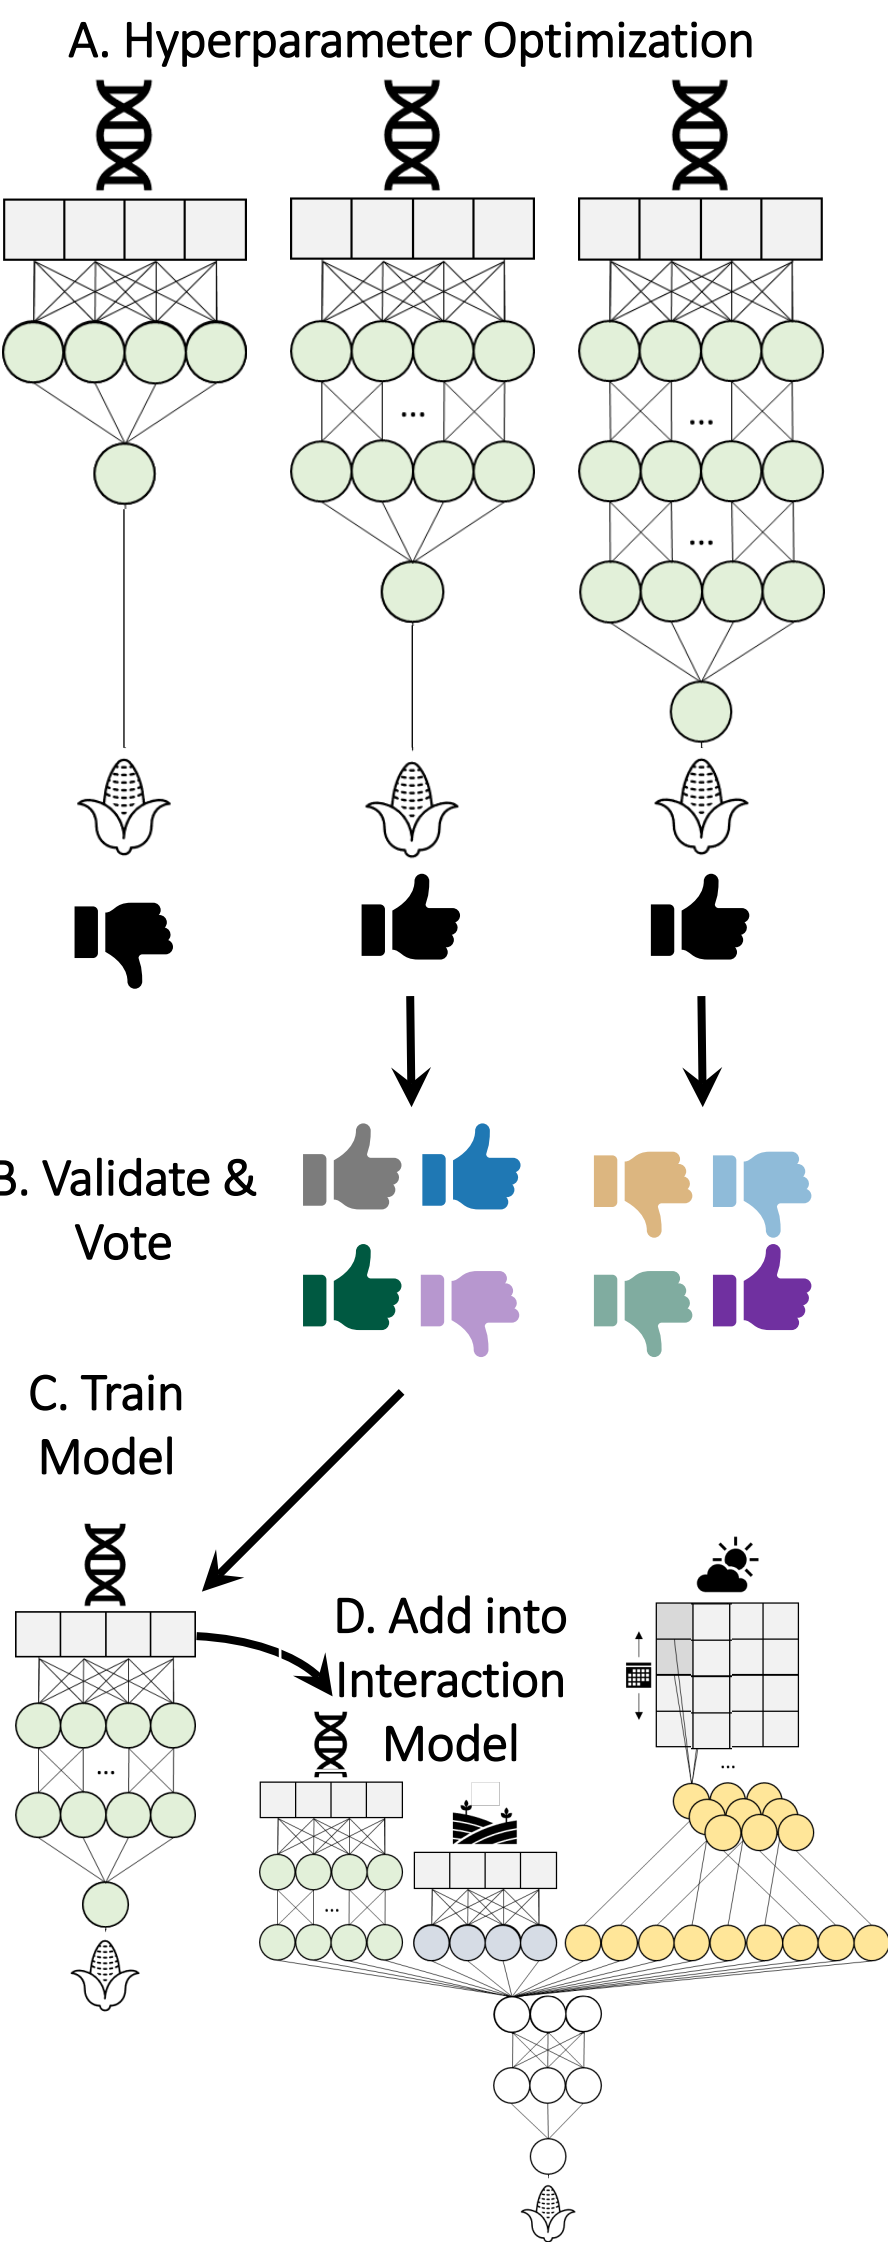 A. Hyperparameter Optimization
...
...
...
B. Validate &
Vote
C. Train
Model
...
D. Add into
Interaction
Model
...
...